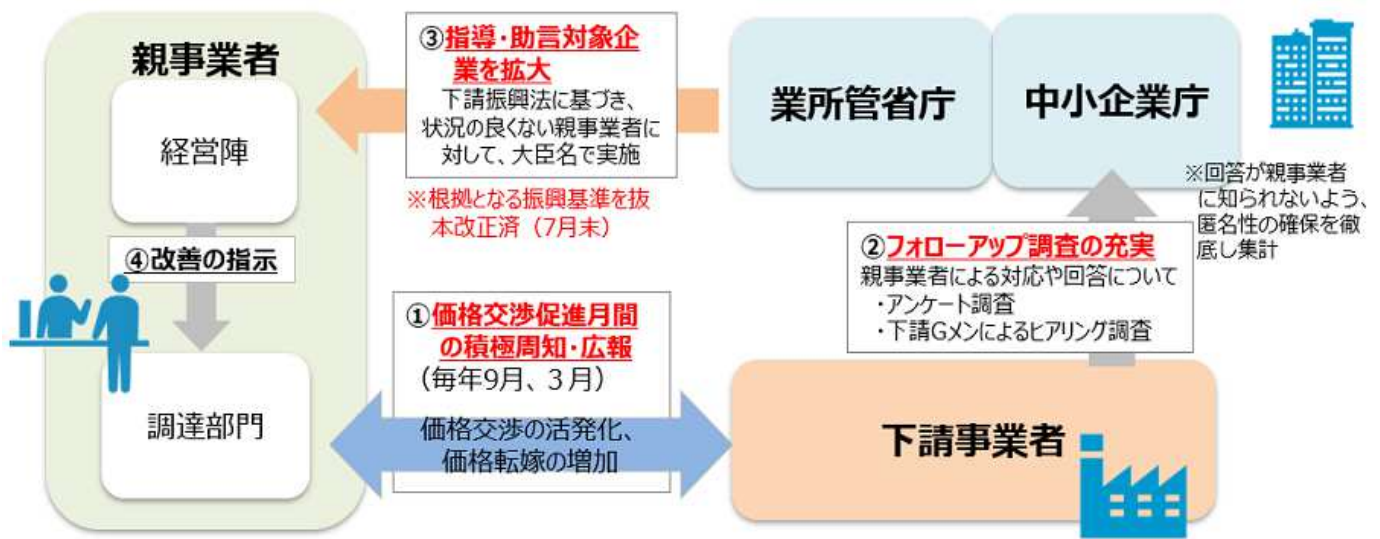 親事業者
経営陣
④改善の指示
調達部門
③指導・助言対象企
業を拡大
下請振興法に基づき、
状況の良くない親事業者に
対して、大臣名で実施
※根拠となる振興基準を抜
本改正済（7月末）
①価格交渉促進月間
の積極周知・広報
（毎年9月、３月）
価格交渉の活発化、
価格転嫁の増加
業所管省庁
中小企業庁
※回答が親事業者
に知られないよう、
匿名性の確保を徹
底し集計
②フォローアップ調査の充実
親事業者による対応や回答について
・アンケート調査
・下請Gメンによるヒアリング調査
下請事業者